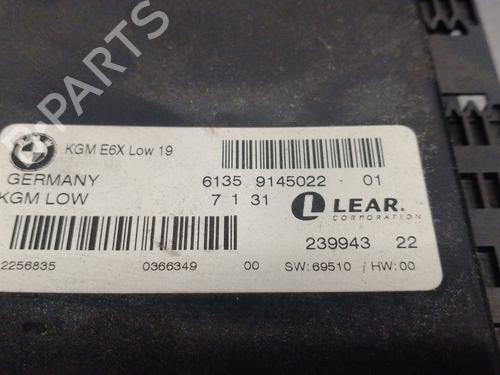 B-PARTS
KGM E6X Low 19
GERMANY 6135 9145022 - 01
KGM LOW 7 1 31 LEAR.
CORPORATION
239943 22
2256835 0366349 00 SW: 69510 / HW: 00